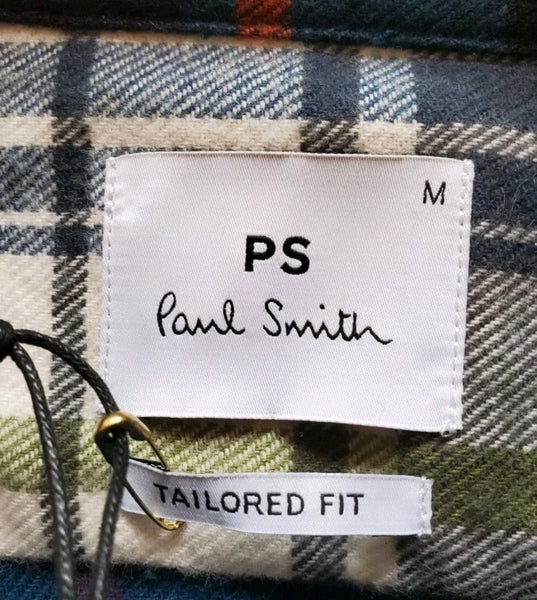 M
PS
Paul Smith
TAILORED FIT